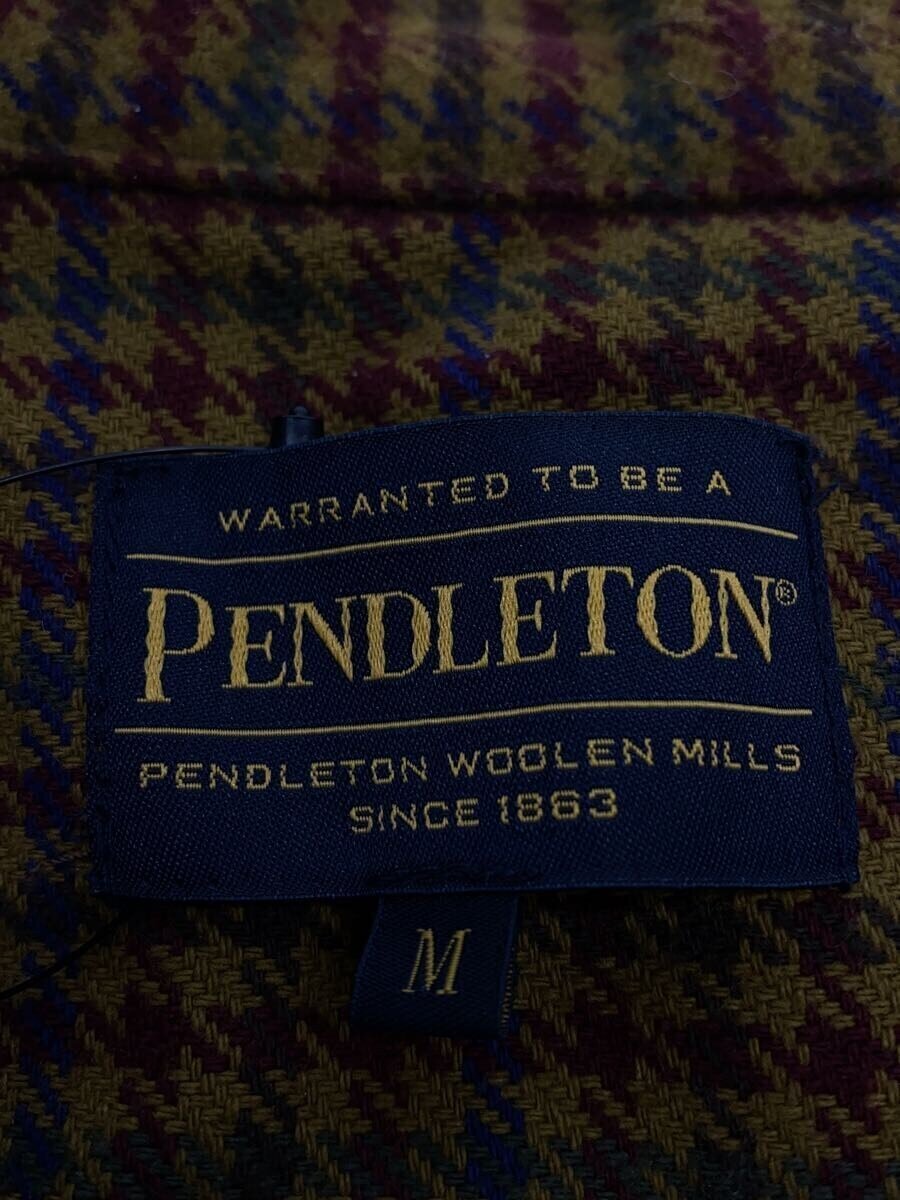 WARRANTED TO BE A
PENDLETON®
PENDLETON WOOLEN MILLS
SINCE 1863
M